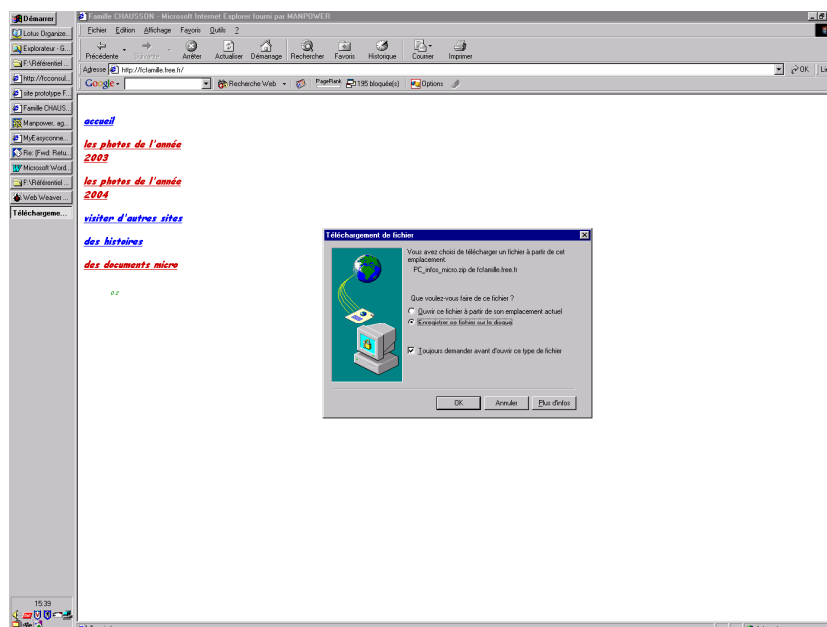 Démarrer
Lotus Organize...
Explorateur - G...
F:\Référentiel ...
http://fcconsul...
site prototype F...
Famille CHAUS...
Manpower, ag...
MyEasyconne...
Re: [Fwd: Retu...
Microsoft Word...
F:\Référentiel ...
Web Weaver ...
Téléchargeme...
15:39
Famille CHAUSSON - Microsoft Internet Explorer fourni par MANPOWER
Fichier Edition Affichage Favoris Outils ?
Précédente Suivante Arrêter Actualiser Démarrage Rechercher Favoris Historique Courrier Imprimer
Adresse http://fcfamille.free.fr/ OK Li
Google Recherche Web PageRank 195 bloquée(s) Options
accueil
les photos de l'année
2003
les photos de l'année
2004
visiter d'autres sites
des histoires
des documents micro
Téléchargement de fichier
Vous avez choisi de télécharger un fichier à partir de cet
emplacement.
PC_infos_micro.zip de fcfamille.free.fr
Que voulez-vous faire de ce fichier ?
Ouvrir ce fichier à partir de son emplacement actuel
Enregistrer ce fichier sur le disque
Toujours demander avant d'ouvrir ce type de fichier
OK Annuler Plus d'infos